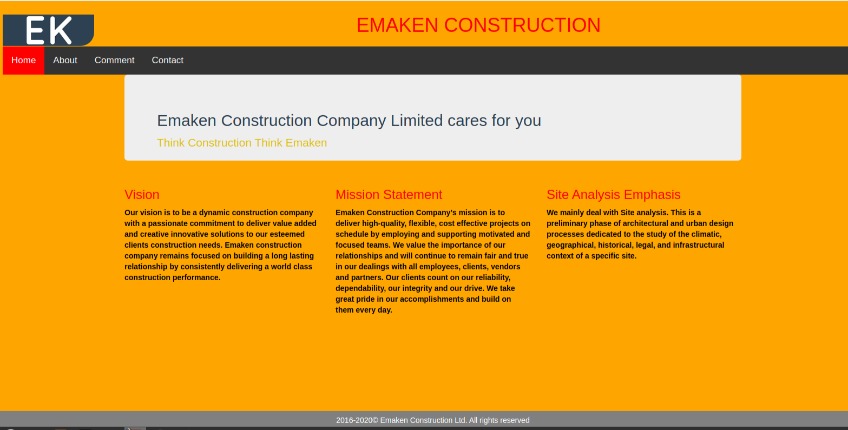 EK
EMAKEN CONSTRUCTION
Home About Comment Contact
Emaken Construction Company Limited cares for you
Think Construction Think Emaken
Vision
Our vision is to be a dynamic construction company
with a passionate commitment to deliver value added
and creative innovative solutions to our esteemed
clients construction needs. Emaken construction
company remains focused on building a long lasting
relationship by consistently delivering a world class
construction performance.
Mission Statement
Emaken Construction Company's mission is to
deliver high-quality, flexible, cost effective projects on
schedule by employing and supporting motivated and
focused teams. We value the importance of our
relationships and will continue to remain fair and true
in our dealings with all employees, clients, vendors
and partners. Our clients count on our reliability,
dependability, our integrity and our drive. We take
great pride in our accomplishments and build on
them every day.
Site Analysis Emphasis
We mainly deal with Site analysis. This is a
preliminary phase of architectural and urban design
processes dedicated to the study of the climatic,
geographical, historical, legal, and infrastructural
context of a specific site.
2016-2020© Emaken Construction Ltd. All rights reserved